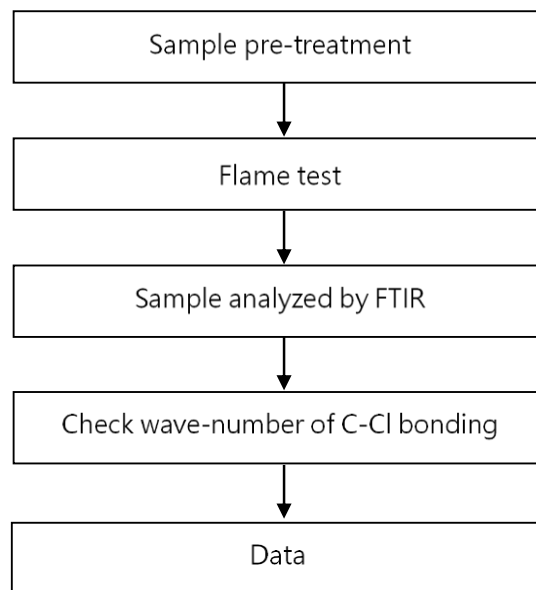 Sample pre-treatment
Flame test
Sample analyzed by FTIR
Check wave-number of C-Cl bonding
Data